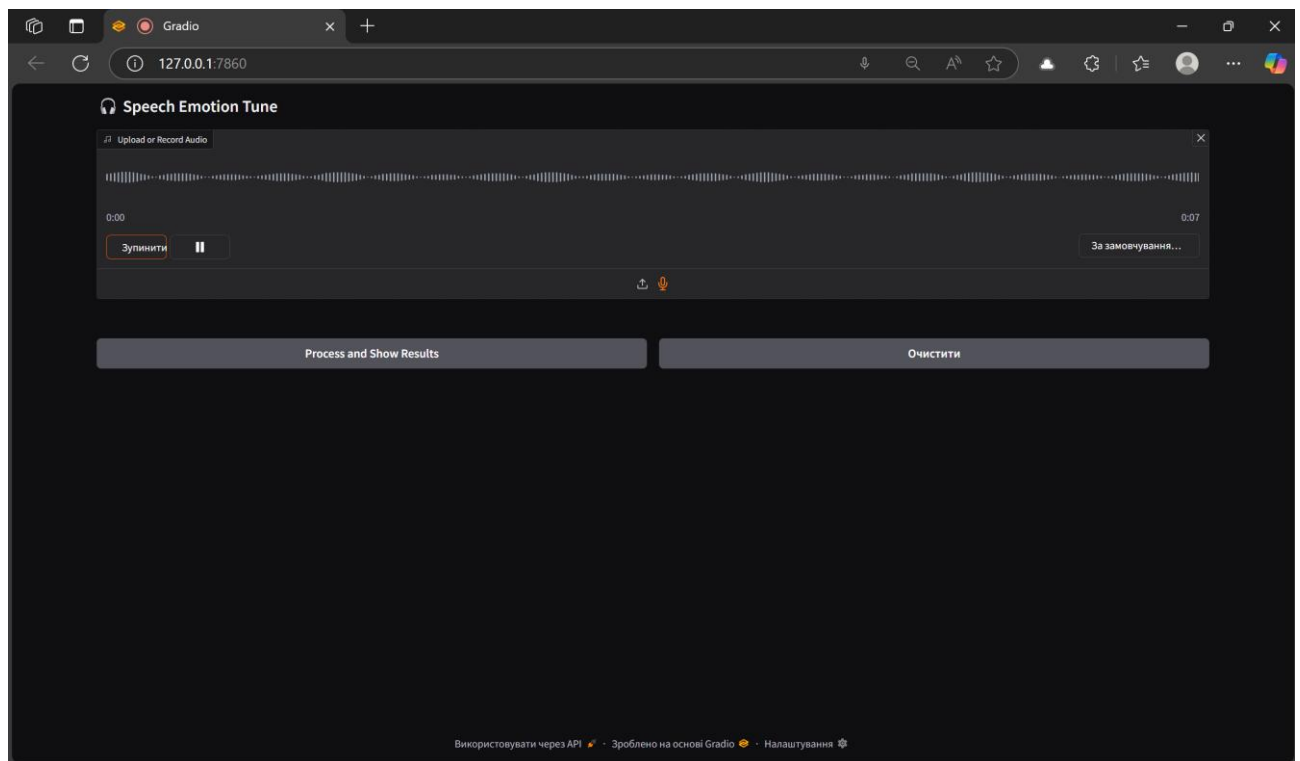 Gradio
127.0.0.1:7860
Speech Emotion Tune
Upload or Record Audio
0:00 0:07
Зупинити За замовчування...
Process and Show Results Очистити
Використовувати через API · Зроблено на основі Gradio · Налаштування